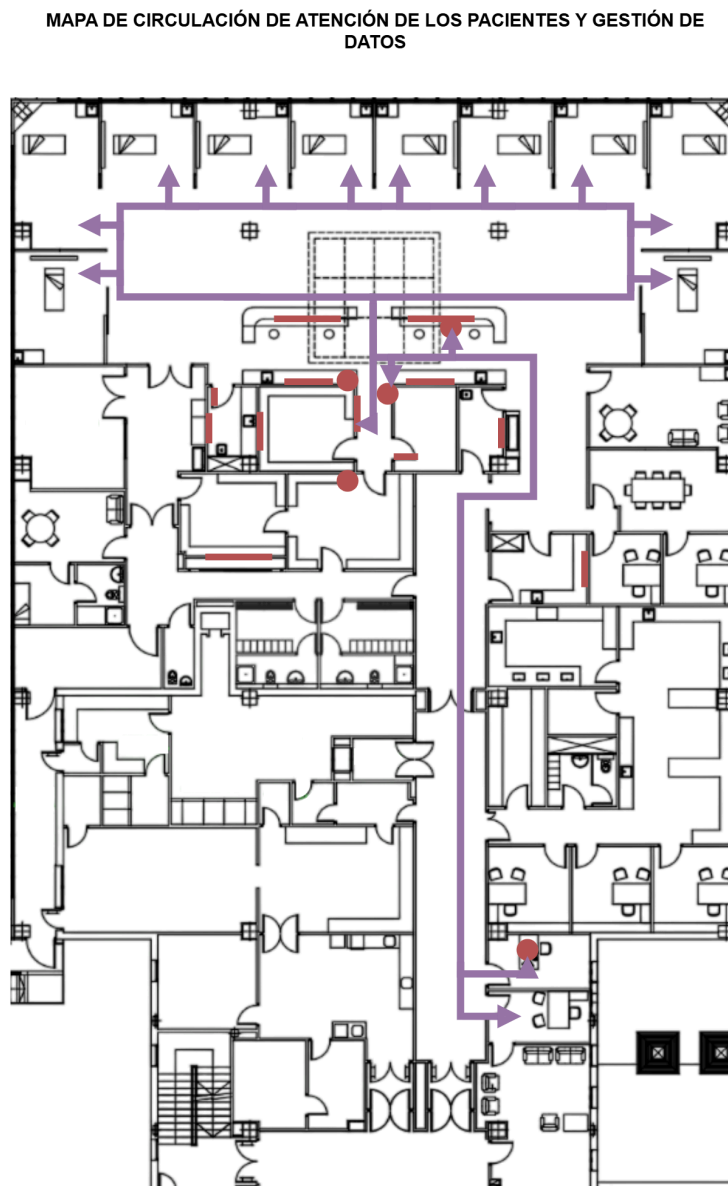 MAPA DE CIRCULACIÓN DE ATENCIÓN DE LOS PACIENTES Y GESTIÓN DE
DATOS